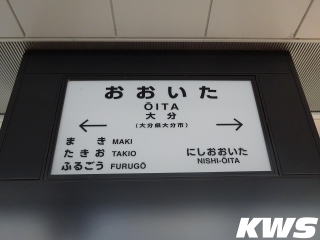 おおいた
ŌITA
大分
(大分県大分市)
← →
まき MAKI
たきお TAKIO
ふるごう FURUGŌ
にしおおいた
NISHI-ŌITA
KWS